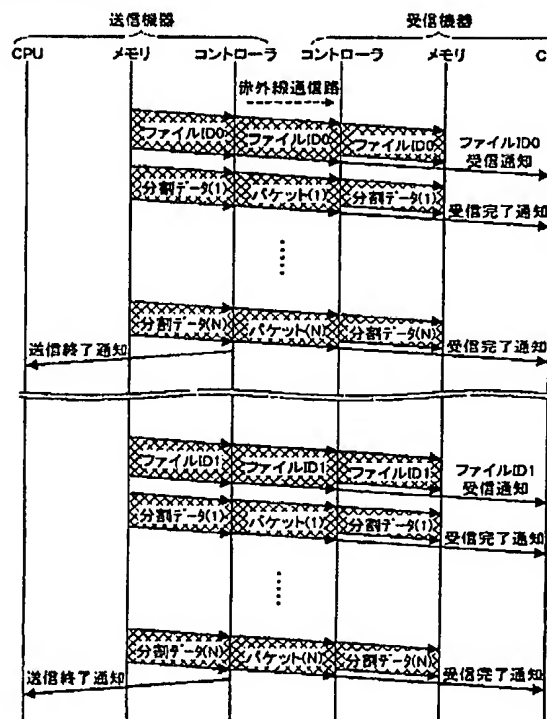 送信機器 受信機器
CPU メモリ コントローラ コントローラ メモリ C
赤外線通信路
ファイルID0 ファイルID0 ファイルID0 ファイルID0
受信通知
分割データ(1) パケット(1) 分割データ(1) 受信完了通知
分割データ(N) パケット(N) 分割データ(N) 受信完了通知
送信終了通知
ファイルID1 ファイルID1 ファイルID1 ファイルID1
受信通知
分割データ(1) パケット(1) 分割データ(1) 受信完了通知
分割データ(N) パケット(N) 分割データ(N) 受信完了通知
送信終了通知